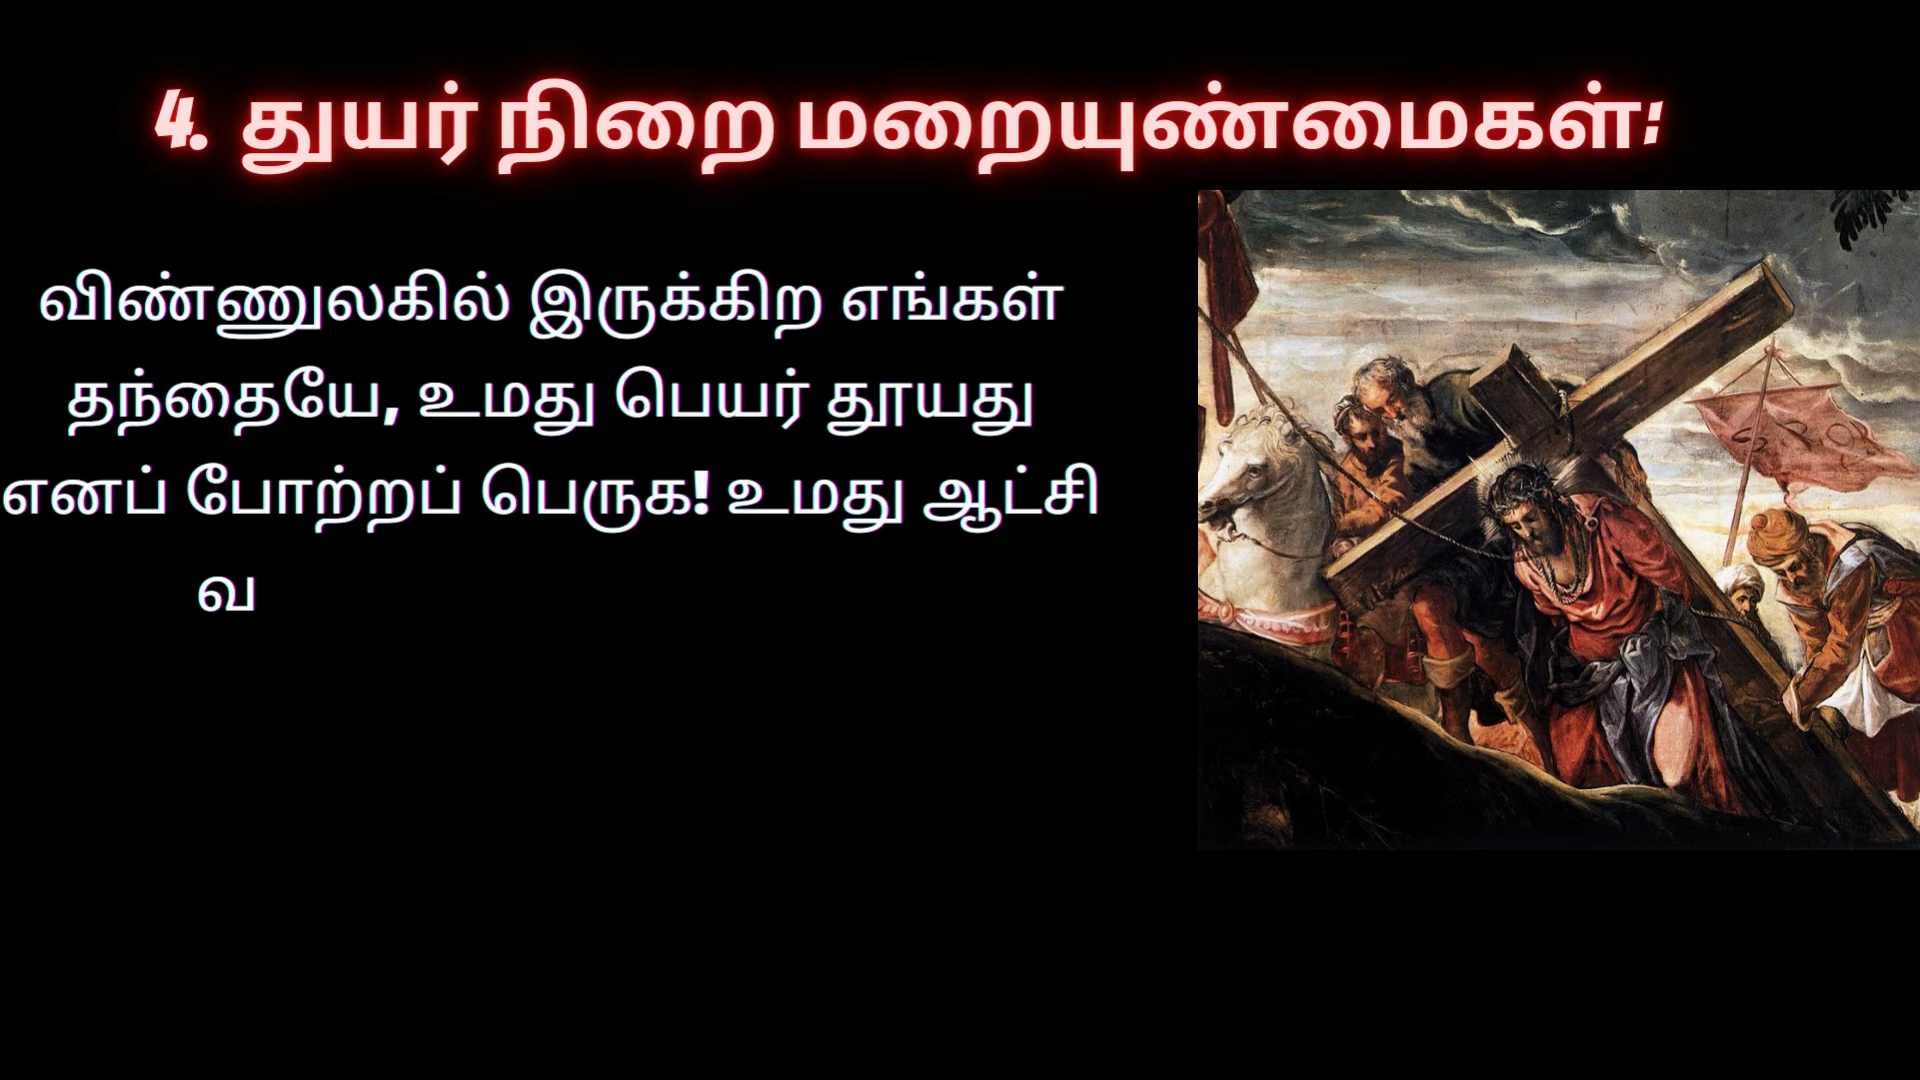 4. துயர் நிறை மறையுண்மைகள்:
விண்ணுலகில் இருக்கிற எங்கள்
தந்தையே, உமது பெயர் தூயது
எனப் போற்றப் பெருக! உமது ஆட்சி
வ